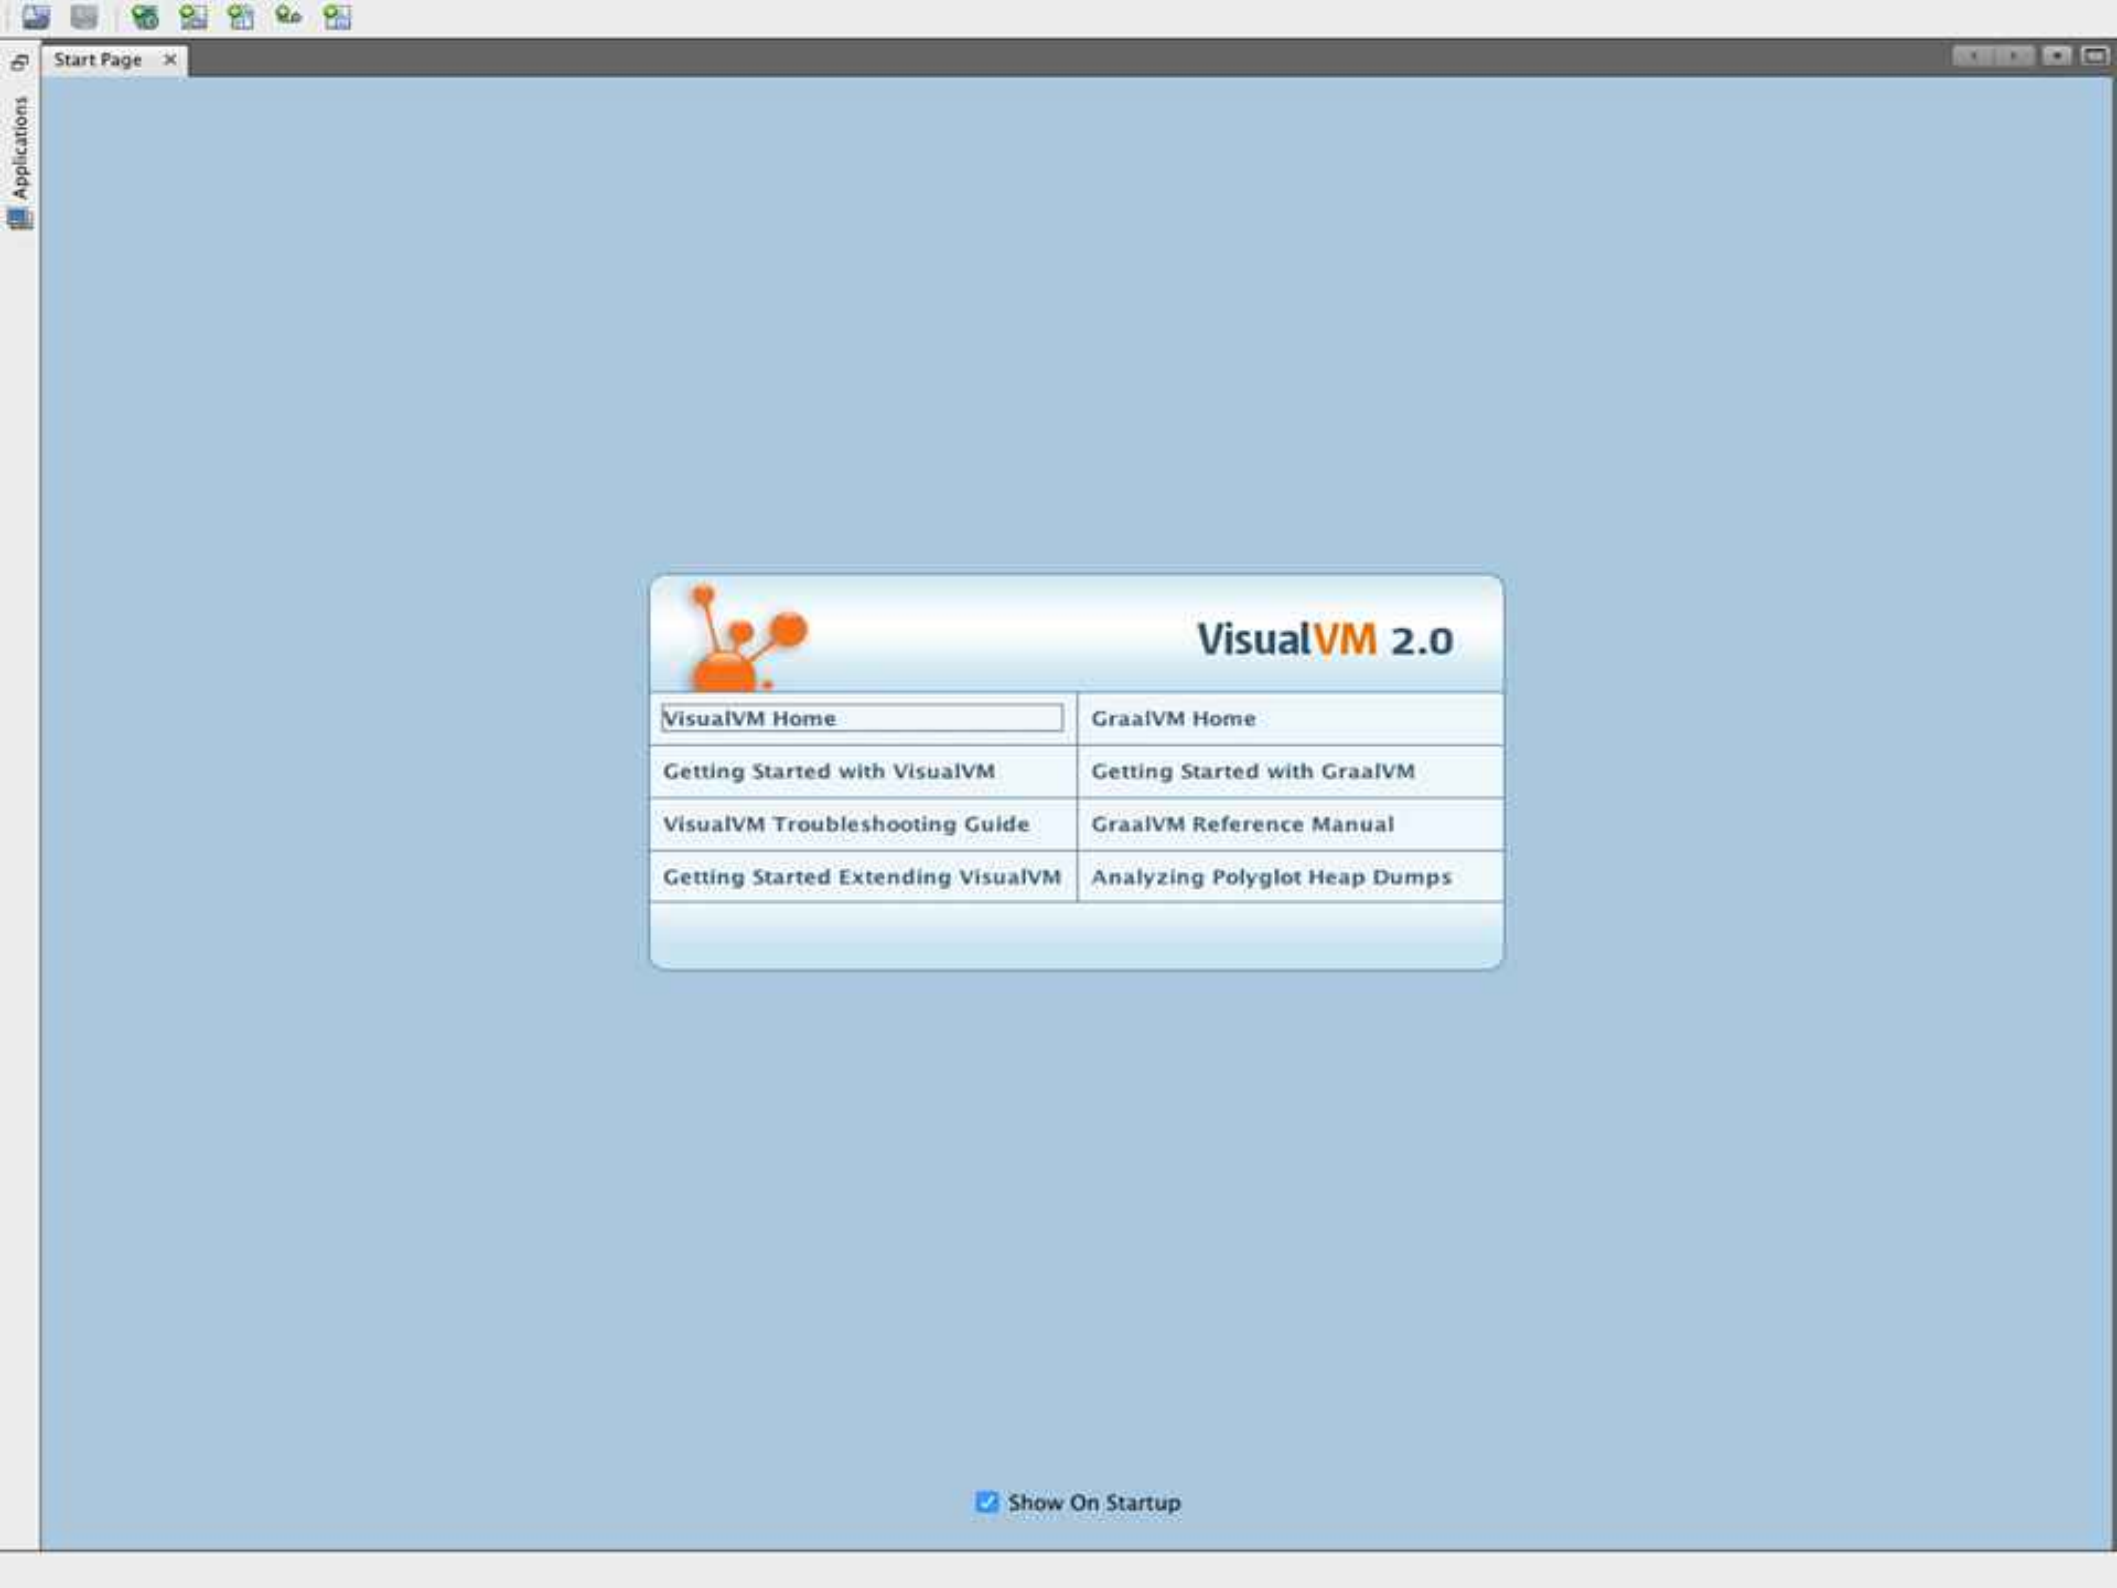 Start Page
Applications
VisualVM 2.0
VisualVM Home
GraalVM Home
Getting Started with VisualVM
Getting Started with GraalVM
VisualVM Troubleshooting Guide
GraalVM Reference Manual
Getting Started Extending VisualVM
Analyzing Polyglot Heap Dumps
Show On Startup